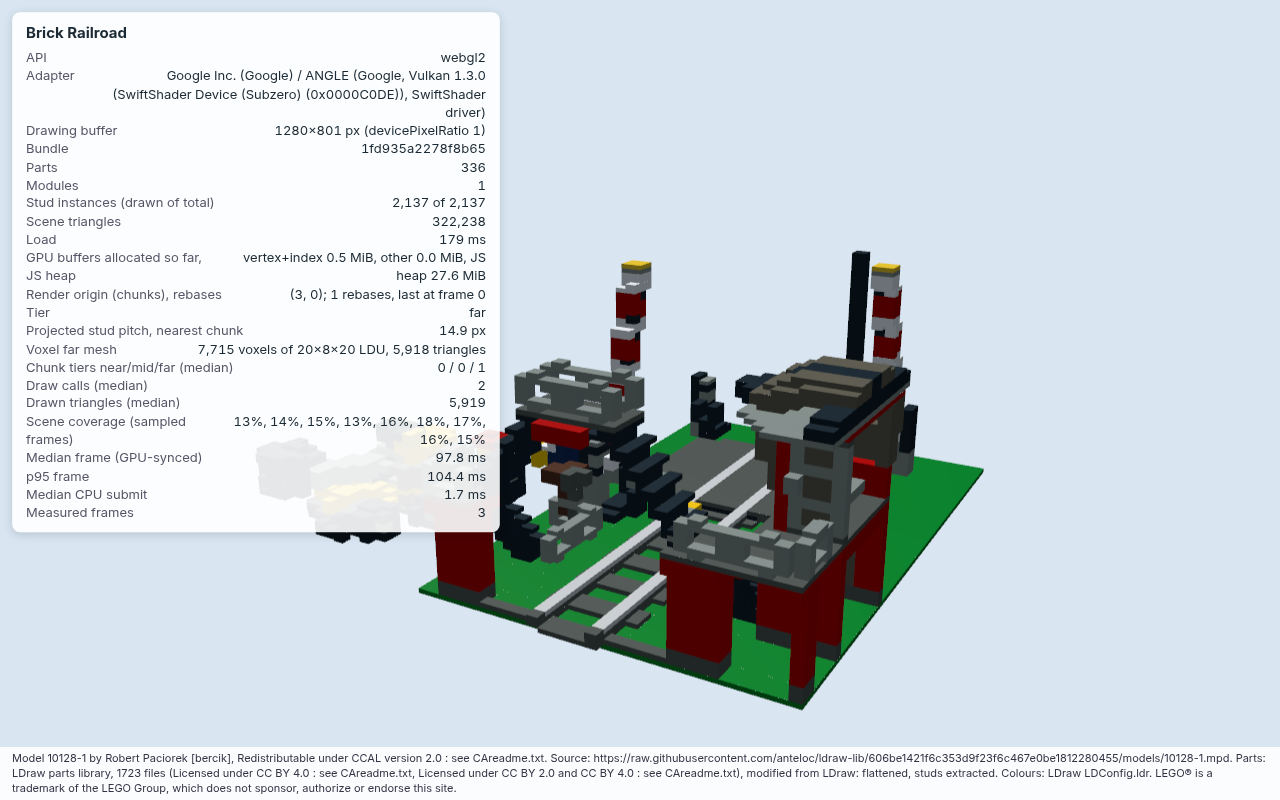 Brick Railroad
API webgl2
Adapter Google Inc. (Google) / ANGLE (Google, Vulkan 1.3.0
(SwiftShader Device (Subzero) (0x0000C0DE)), SwiftShader
driver)
Drawing buffer 1280×801 px (devicePixelRatio 1)
Bundle 1fd935a2278f8b65
Parts 336
Modules 1
Stud instances (drawn of total) 2,137 of 2,137
Scene triangles 322,238
Load 179 ms
GPU buffers allocated so far, vertex+index 0.5 MiB, other 0.0 MiB, JS
JS heap heap 27.6 MiB
Render origin (chunks), rebases (3, 0); 1 rebases, last at frame 0
Tier far
Projected stud pitch, nearest chunk 14.9 px
Voxel far mesh 7,715 voxels of 20×8×20 LDU, 5,918 triangles
Chunk tiers near/mid/far (median) 0 / 0 / 1
Draw calls (median) 2
Drawn triangles (median) 5,919
Scene coverage (sampled 13%, 14%, 15%, 13%, 16%, 18%, 17%,
frames) 16%, 15%
Median frame (GPU-synced) 97.8 ms
p95 frame 104.4 ms
Median CPU submit 1.7 ms
Measured frames 3
Model 10128-1 by Robert Paciorek [bercik], Redistributable under CCAL version 2.0 : see CAreadme.txt. Source: https://raw.githubusercontent.com/anteloc/ldraw-lib/606be1421f6c353d9f23f6c467e0be1812280455/models/10128-1.mpd. Parts:
LDraw parts library, 1723 files (Licensed under CC BY 4.0 : see CAreadme.txt, Licensed under CC BY 2.0 and CC BY 4.0 : see CAreadme.txt), modified from LDraw: flattened, studs extracted. Colours: LDraw LDConfig.ldr. LEGO® is a
trademark of the LEGO Group, which does not sponsor, authorize or endorse this site.